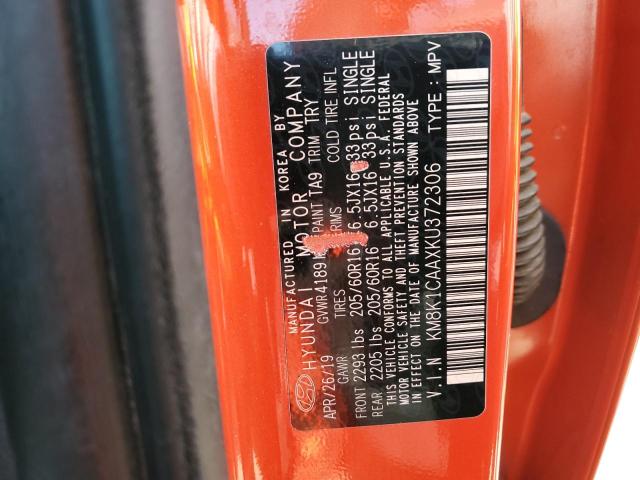 MANUFACTURED IN KOREA BY
HYUNDAI MOTOR COMPANY
APR/26/19 GVWR 4189 PAINT TA9 TRIM TRY
GAWR TIRES RIMS COLD TIRE INFL
FRONT 2293 lbs 205/60R16 6.5JX16 33psi SINGLE
REAR 2205 lbs 205/60R16 6.5JX16 33psi SINGLE
THIS VEHICLE CONFORMS TO ALL APPLICABLE U.S.A. FEDERAL
MOTOR VEHICLE SAFETY AND THEFT PREVENTION STANDARDS
IN EFFECT ON THE DATE OF MANUFACTURE SHOWN ABOVE
V.I.N KM8K1CAAXKU372306 TYPE : MPV